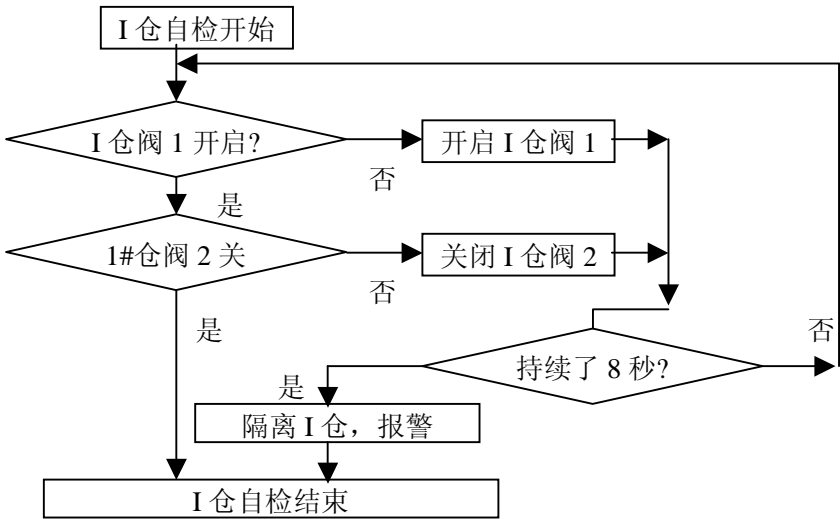 I 仓自检开始
I 仓阀 1 开启?
开启 I 仓阀 1
否
是
1#仓阀 2 关
关闭 I 仓阀 2
否
是
否
持续了 8 秒?
是
隔离 I 仓，报警
I 仓自检结束